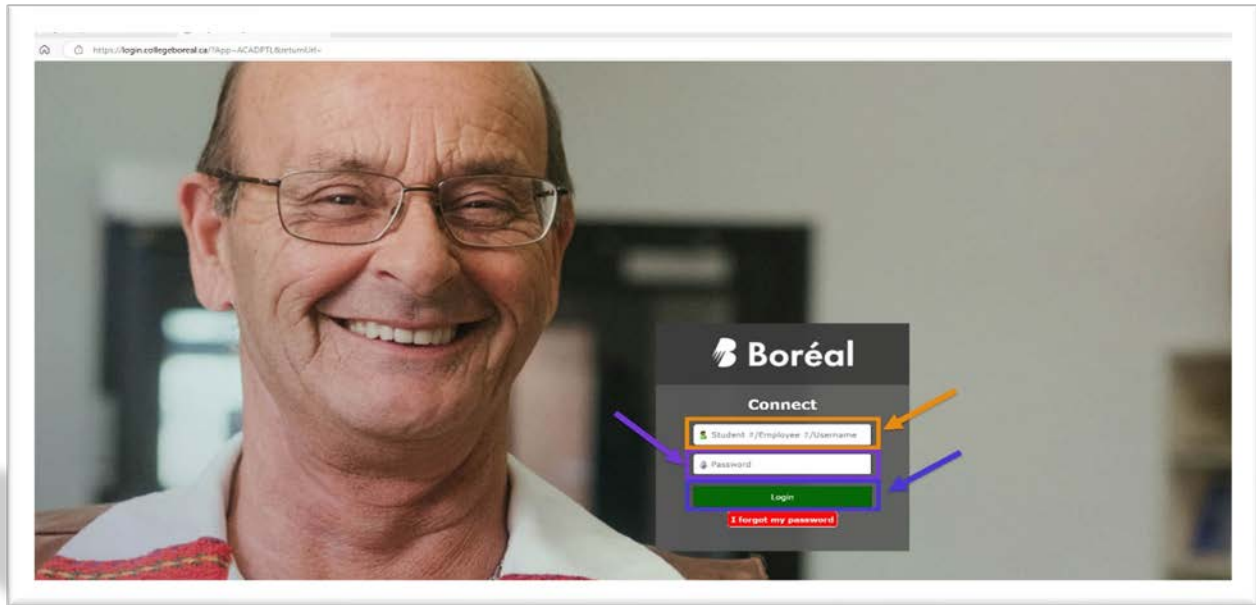 https://login.collegeboreal.ca/?App=ACADPTL&returnUrl=
Boréal
Connect
Student #/Employee #/Username
Password
Login
I forgot my password